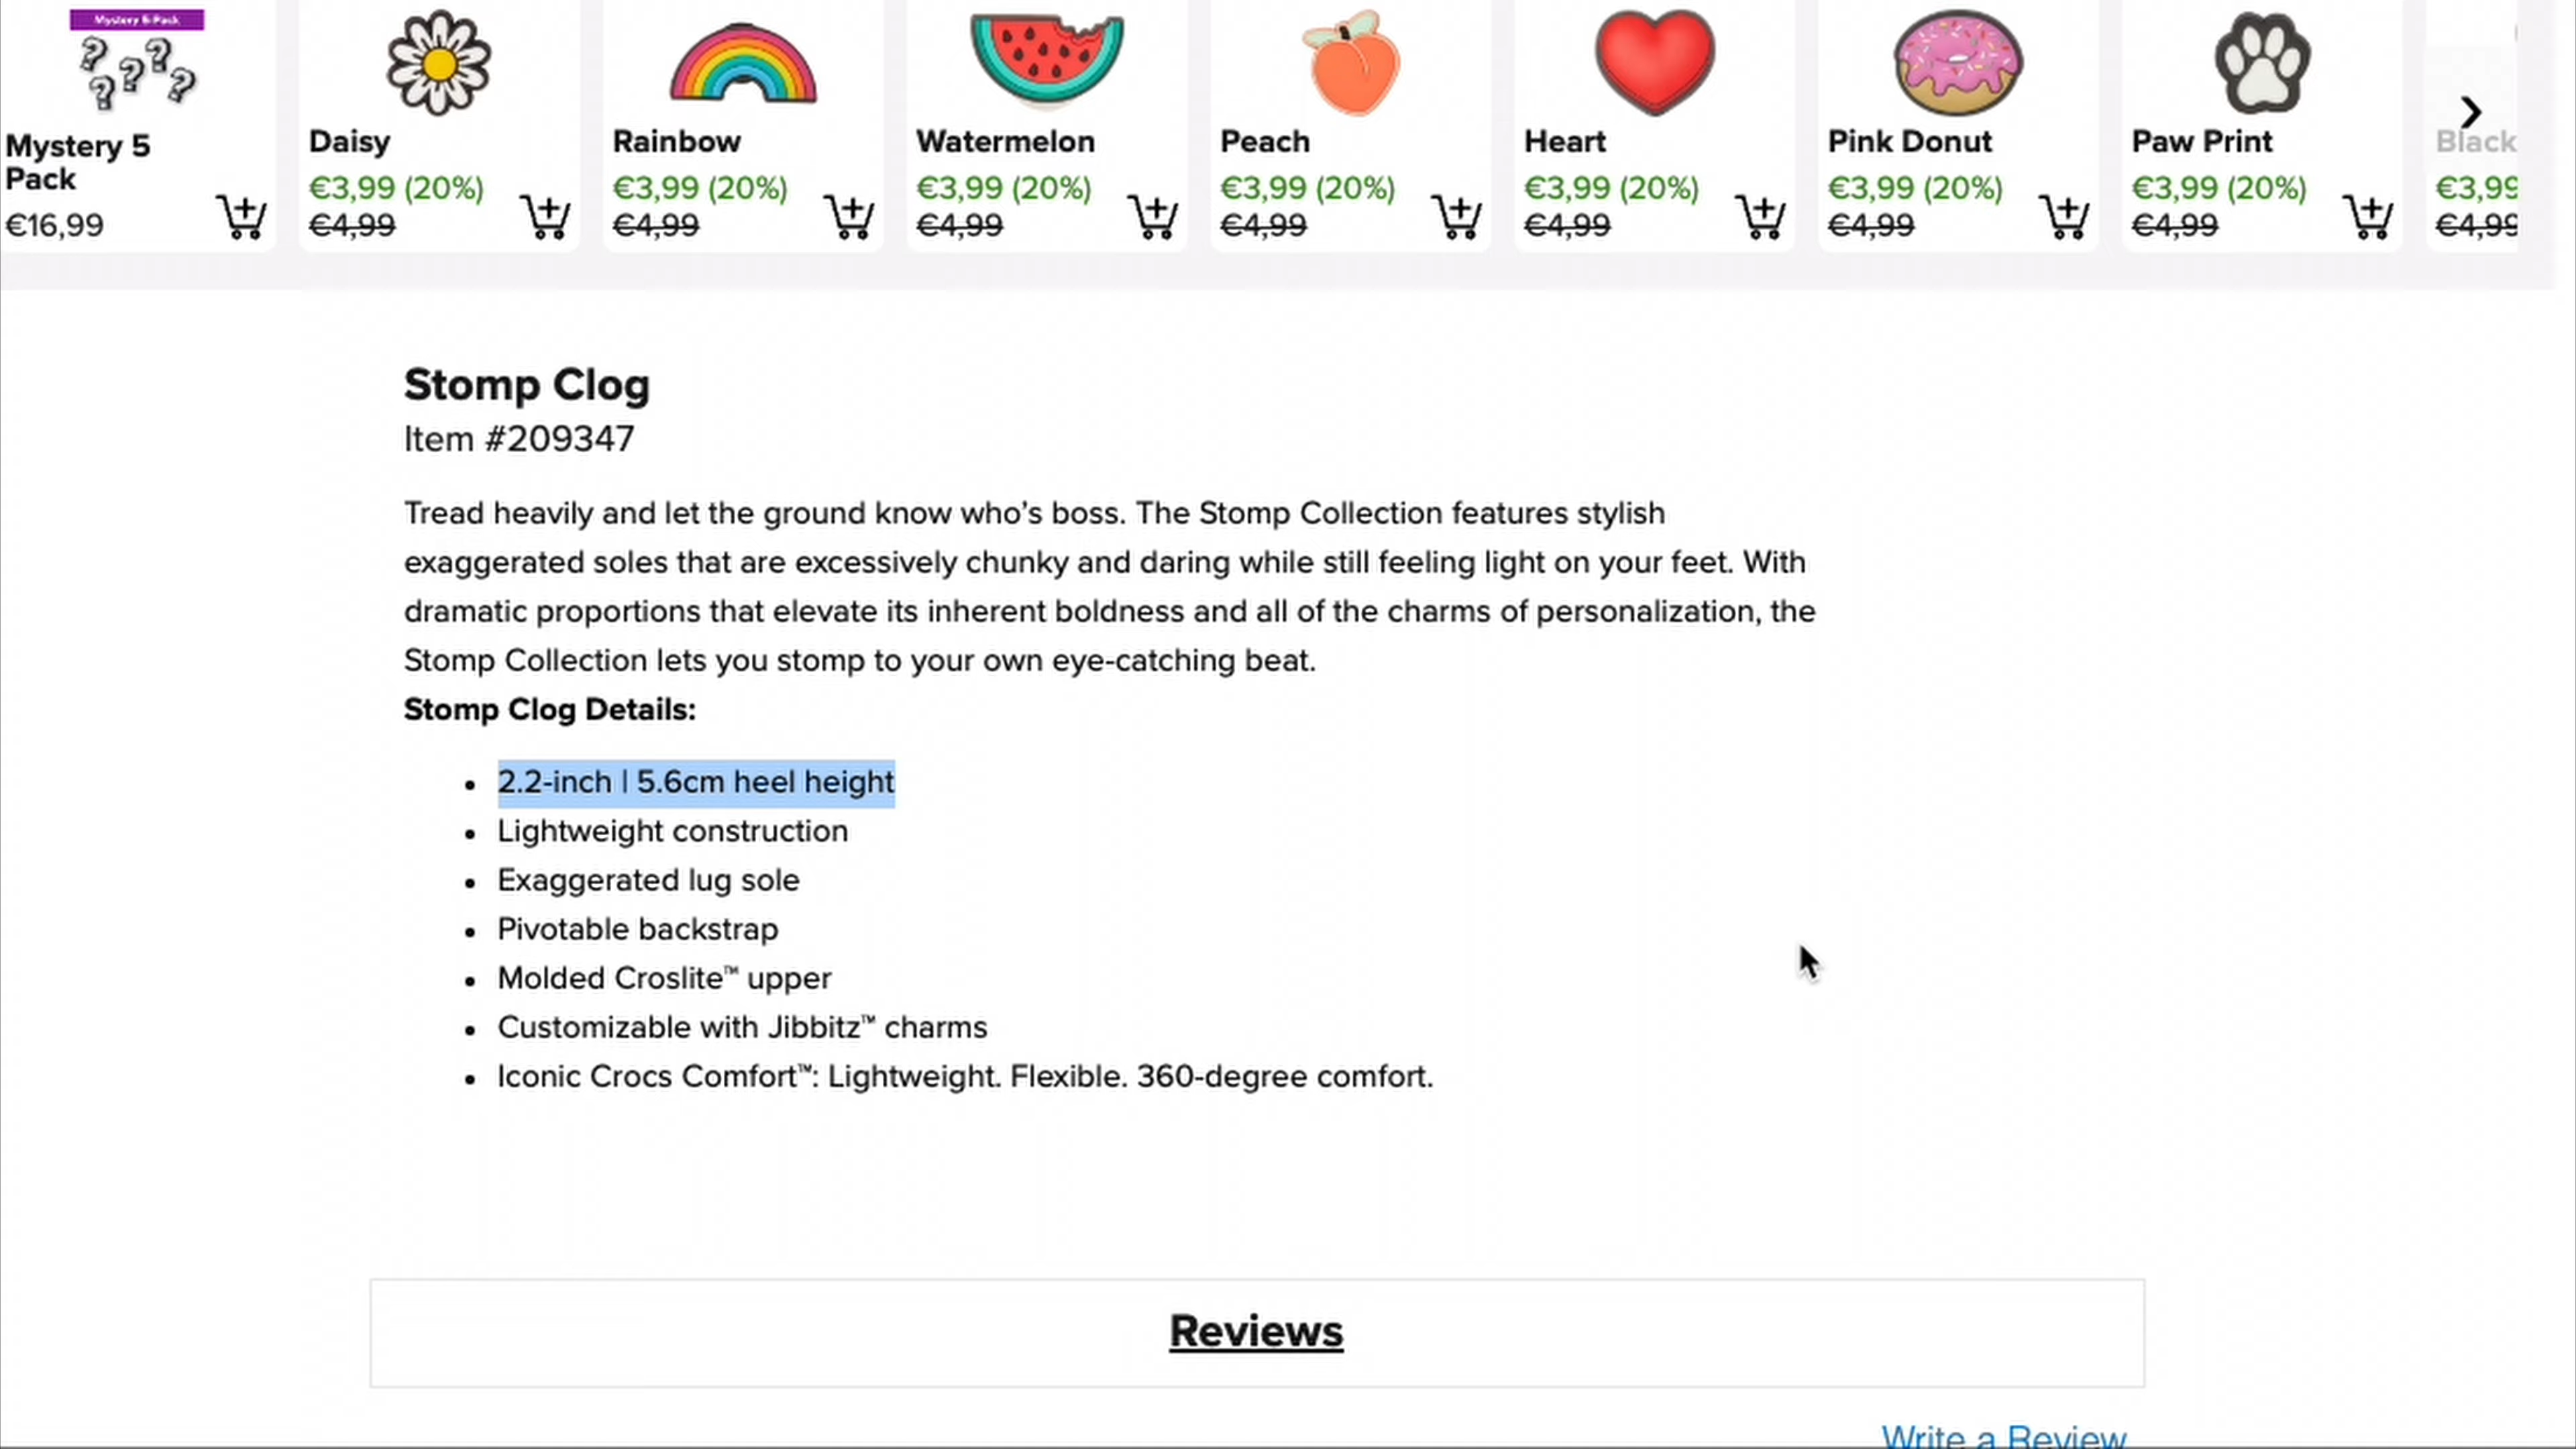 Mystery 5-Pack
Mystery 5
Pack
€16,99
Daisy
€3,99 (20%)
€4,99
Rainbow
€3,99 (20%)
€4,99
Watermelon
€3,99 (20%)
€4,99
Peach
€3,99 (20%)
€4,99
Heart
€3,99 (20%)
€4,99
Pink Donut
€3,99 (20%)
€4,99
Paw Print
€3,99 (20%)
€4,99
Black
€3,99
€4,99
Stomp Clog
Item #209347
Tread heavily and let the ground know who’s boss. The Stomp Collection features stylish
exaggerated soles that are excessively chunky and daring while still feeling light on your feet. With
dramatic proportions that elevate its inherent boldness and all of the charms of personalization, the
Stomp Collection lets you stomp to your own eye-catching beat.
Stomp Clog Details:
• 2.2-inch | 5.6cm heel height
• Lightweight construction
• Exaggerated lug sole
• Pivotable backstrap
• Molded Croslite™ upper
• Customizable with Jibbitz™ charms
• Iconic Crocs Comfort™: Lightweight. Flexible. 360-degree comfort.
Reviews
Write a Review